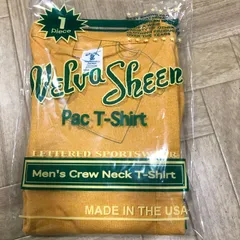 1
Piece
Velva Sheen
Pac T-Shirt
LETTERED SPORTSWEAR
Men's Crew Neck T-Shirt
MADE IN THE USA